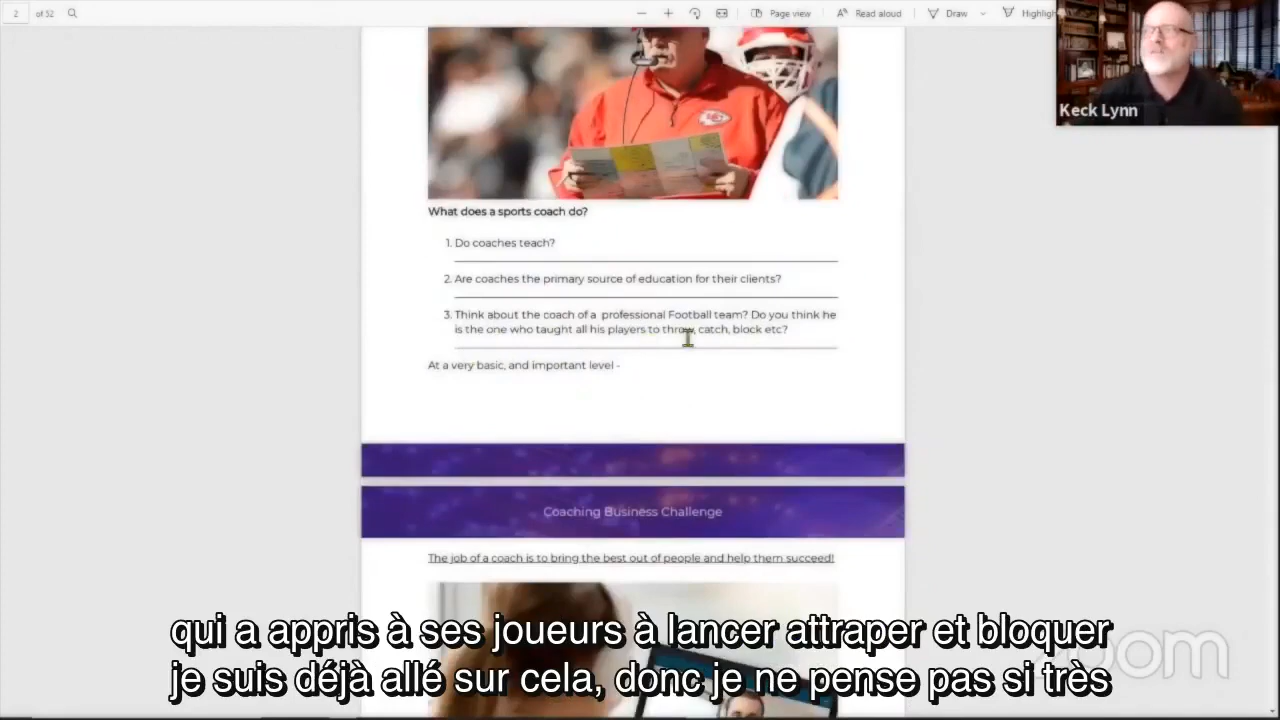 2 of 52
Page view
Read aloud
Draw
Highligh
Keck Lynn
What does a sports coach do?
1. Do coaches teach?
2. Are coaches the primary source of education for their clients?
3. Think about the coach of a professional Football team? Do you think he
is the one who taught all his players to throw, catch, block etc?
At a very basic, and important level -
Coaching Business Challenge
The job of a coach is to bring the best out of people and help them succeed!
qui a appris à ses joueurs à lancer attraper et bloquer
je suis déjà allé sur cela, donc je ne pense pas si très